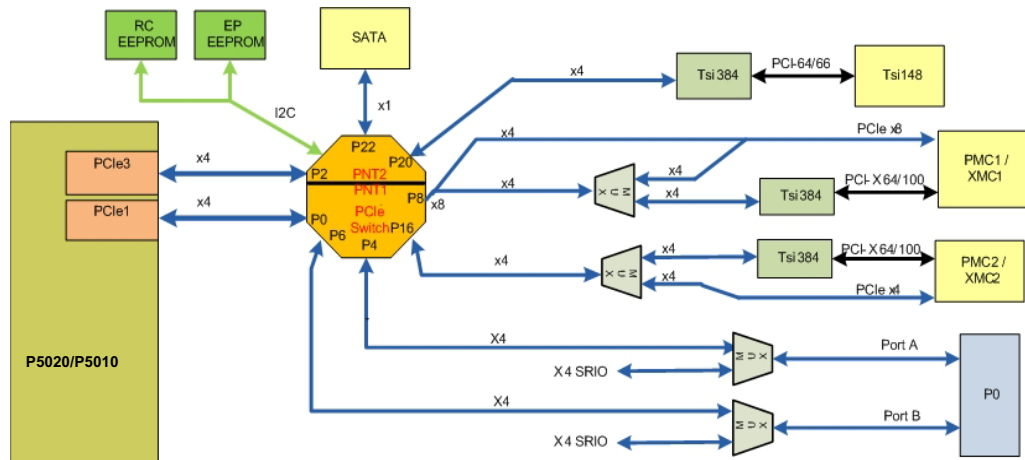 RC
EEPROM
EP
EEPROM
SATA
x4
Tsi384
PCI-64/66
Tsi148
I2C
x1
P22
P20
x4
PCIe x8
PCIe3
x4
P2
PNT2
PNT1
P8
x8
x4
MUX
x4
x4
Tsi384
PCI-X 64/100
PMC1 /
XMC1
PCIe1
x4
P0
PCIe
Switch
P6
P4
P16
x4
MUX
x4
Tsi384
PCI-X 64/100
x4
PCIe x4
PMC2 /
XMC2
P5020/P5010
X4
X4 SRIO
MUX
Port A
X4
X4 SRIO
MUX
Port B
P0